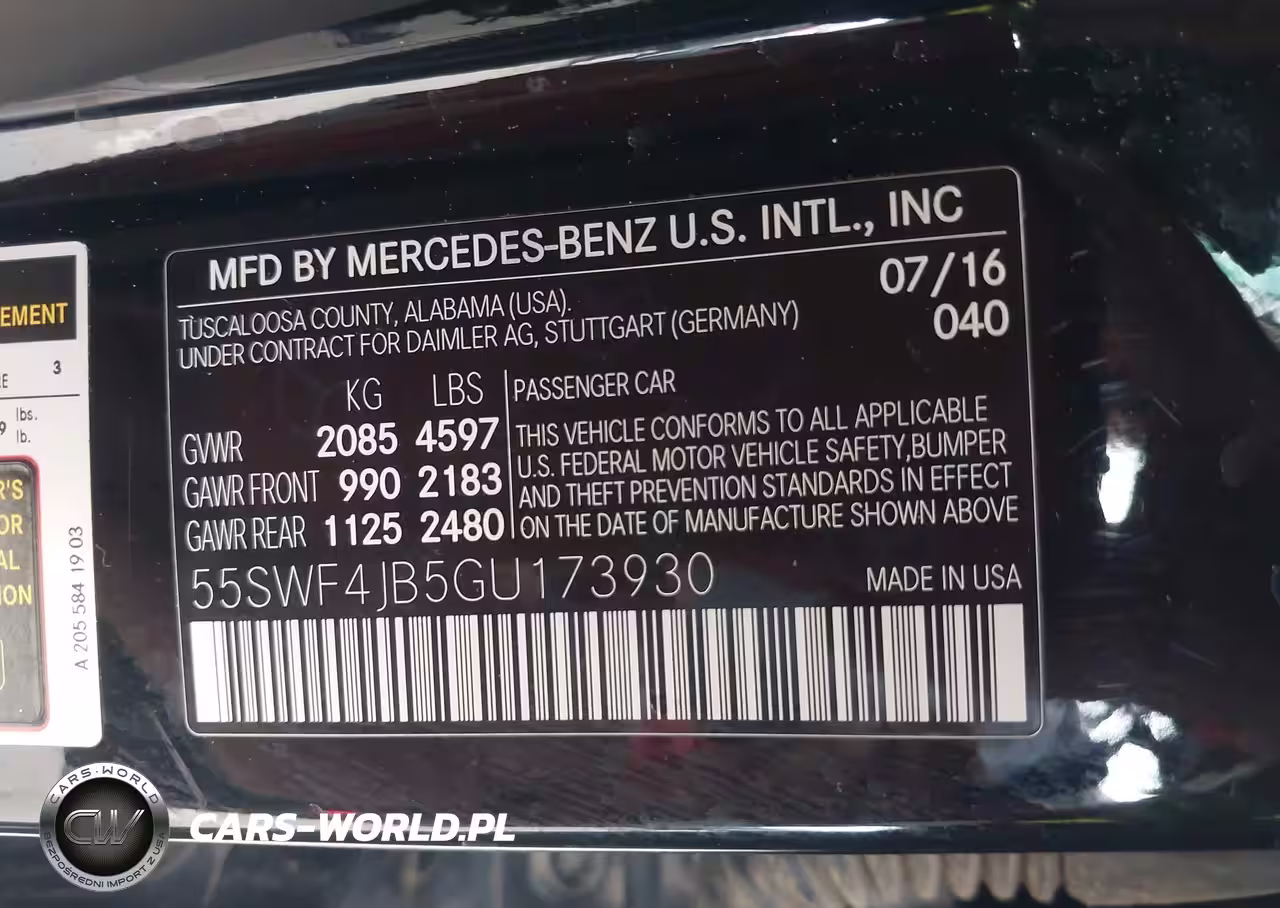 MFD BY MERCEDES-BENZ U.S. INTL., INC
TUSCALOOSA COUNTY, ALABAMA (USA).
UNDER CONTRACT FOR DAIMLER AG, STUTTGART (GERMANY)
07/16
040
KG LBS
GVWR 2085 4597
GAWR FRONT 990 2183
GAWR REAR 1125 2480
PASSENGER CAR
THIS VEHICLE CONFORMS TO ALL APPLICABLE
U.S. FEDERAL MOTOR VEHICLE SAFETY,BUMPER
AND THEFT PREVENTION STANDARDS IN EFFECT
ON THE DATE OF MANUFACTURE SHOWN ABOVE
55SWF4JB5GU173930
MADE IN USA
EMENT
3
lbs.
9 lb.
R'S
OR
AL
ION
A 205 584 19 03
CARS-WORLD
CW
BEZPOŚREDNI IMPORT Z USA
CARS-WORLD.PL